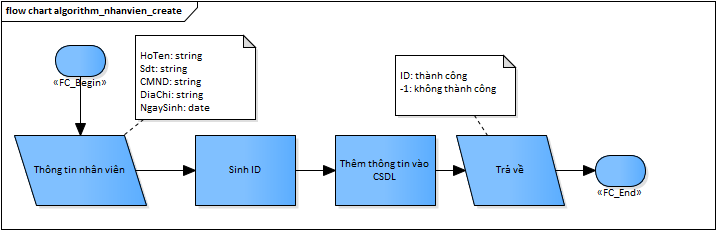 flow chart algorithm_nhanvien_create
«FC_Begin»
HoTen: string
Sdt: string
CMND: string
DiaChi: string
NgaySinh: date
ID: thành công
-1: không thành công
Thông tin nhân viên
Sinh ID
Thêm thông tin vào
CSDL
Trả về
«FC_End»